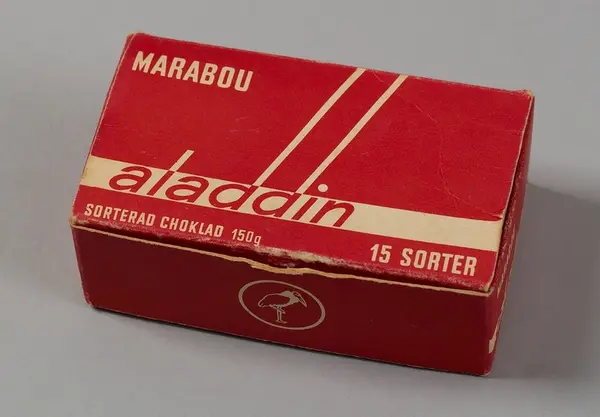 MARABOU
aladdin
SORTERAD CHOKLAD 150g
15 SORTER